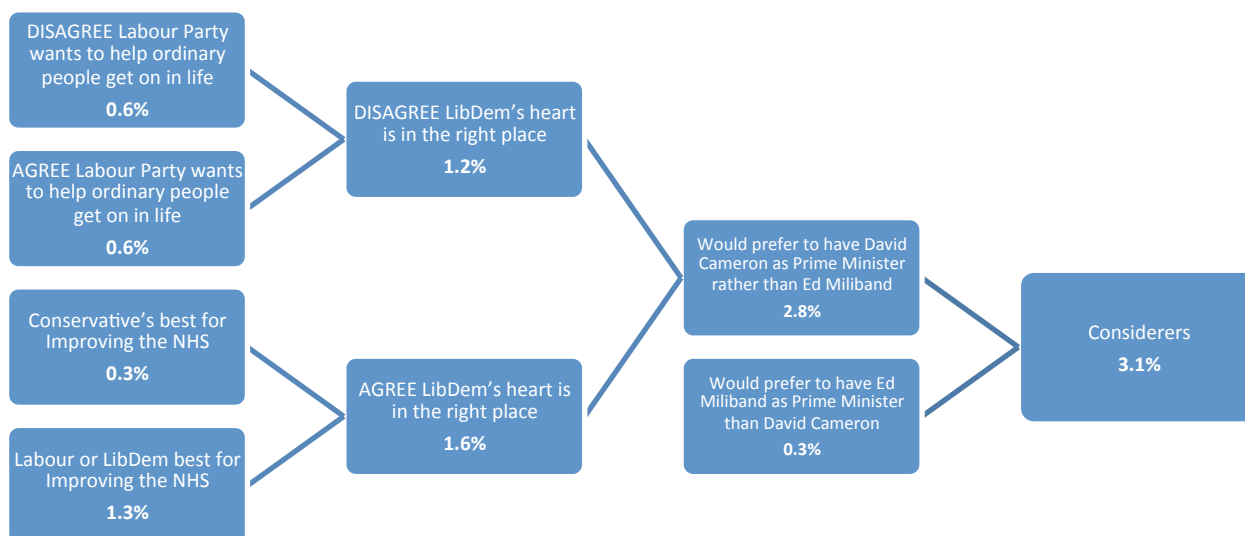 DISAGREE Labour Party
wants to help ordinary
people get on in life
0.6%
AGREE Labour Party wants
to help ordinary people
get on in life
0.6%
Conservative's best for
Improving the NHS
0.3%
Labour or LibDem best for
Improving the NHS
1.3%
DISAGREE LibDem's heart
is in the right place
1.2%
AGREE LibDem's heart is
in the right place
1.6%
Would prefer to have David
Cameron as Prime Minister
rather than Ed Miliband
2.8%
Would prefer to have Ed
Miliband as Prime Minister
than David Cameron
0.3%
Considerers
3.1%